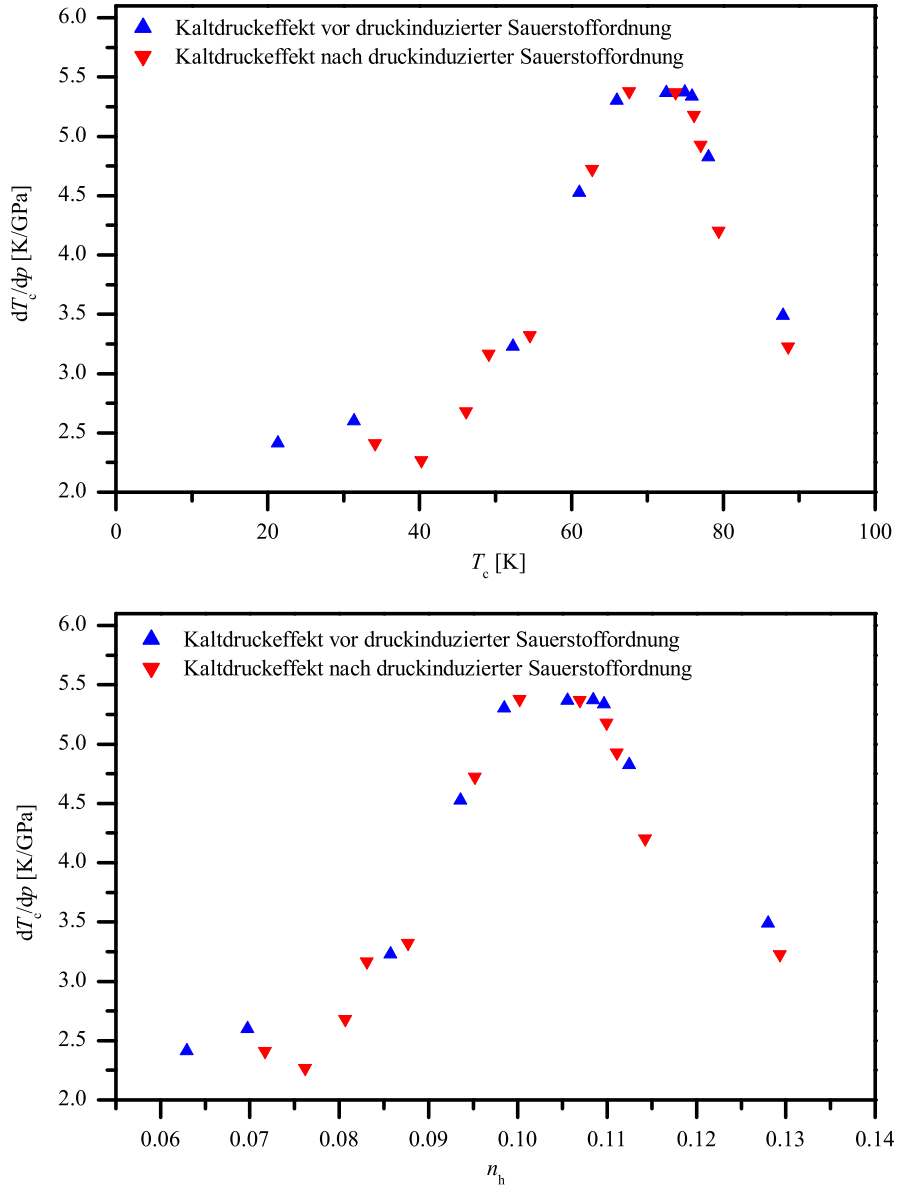 6.0
Kaltdruckeffekt vor druckinduzierter Sauerstoffordnung
Kaltdruckeffekt nach druckinduzierter Sauerstoffordnung
5.5
5.0
4.5
4.0
3.5
3.0
2.5
2.0
dTc/dp [K/GPa]
0 20 40 60 80 100
Tc [K]
6.0
Kaltdruckeffekt vor druckinduzierter Sauerstoffordnung
Kaltdruckeffekt nach druckinduzierter Sauerstoffordnung
5.5
5.0
4.5
4.0
3.5
3.0
2.5
2.0
dTc/dp [K/GPa]
0.06 0.07 0.08 0.09 0.10 0.11 0.12 0.13 0.14
nh